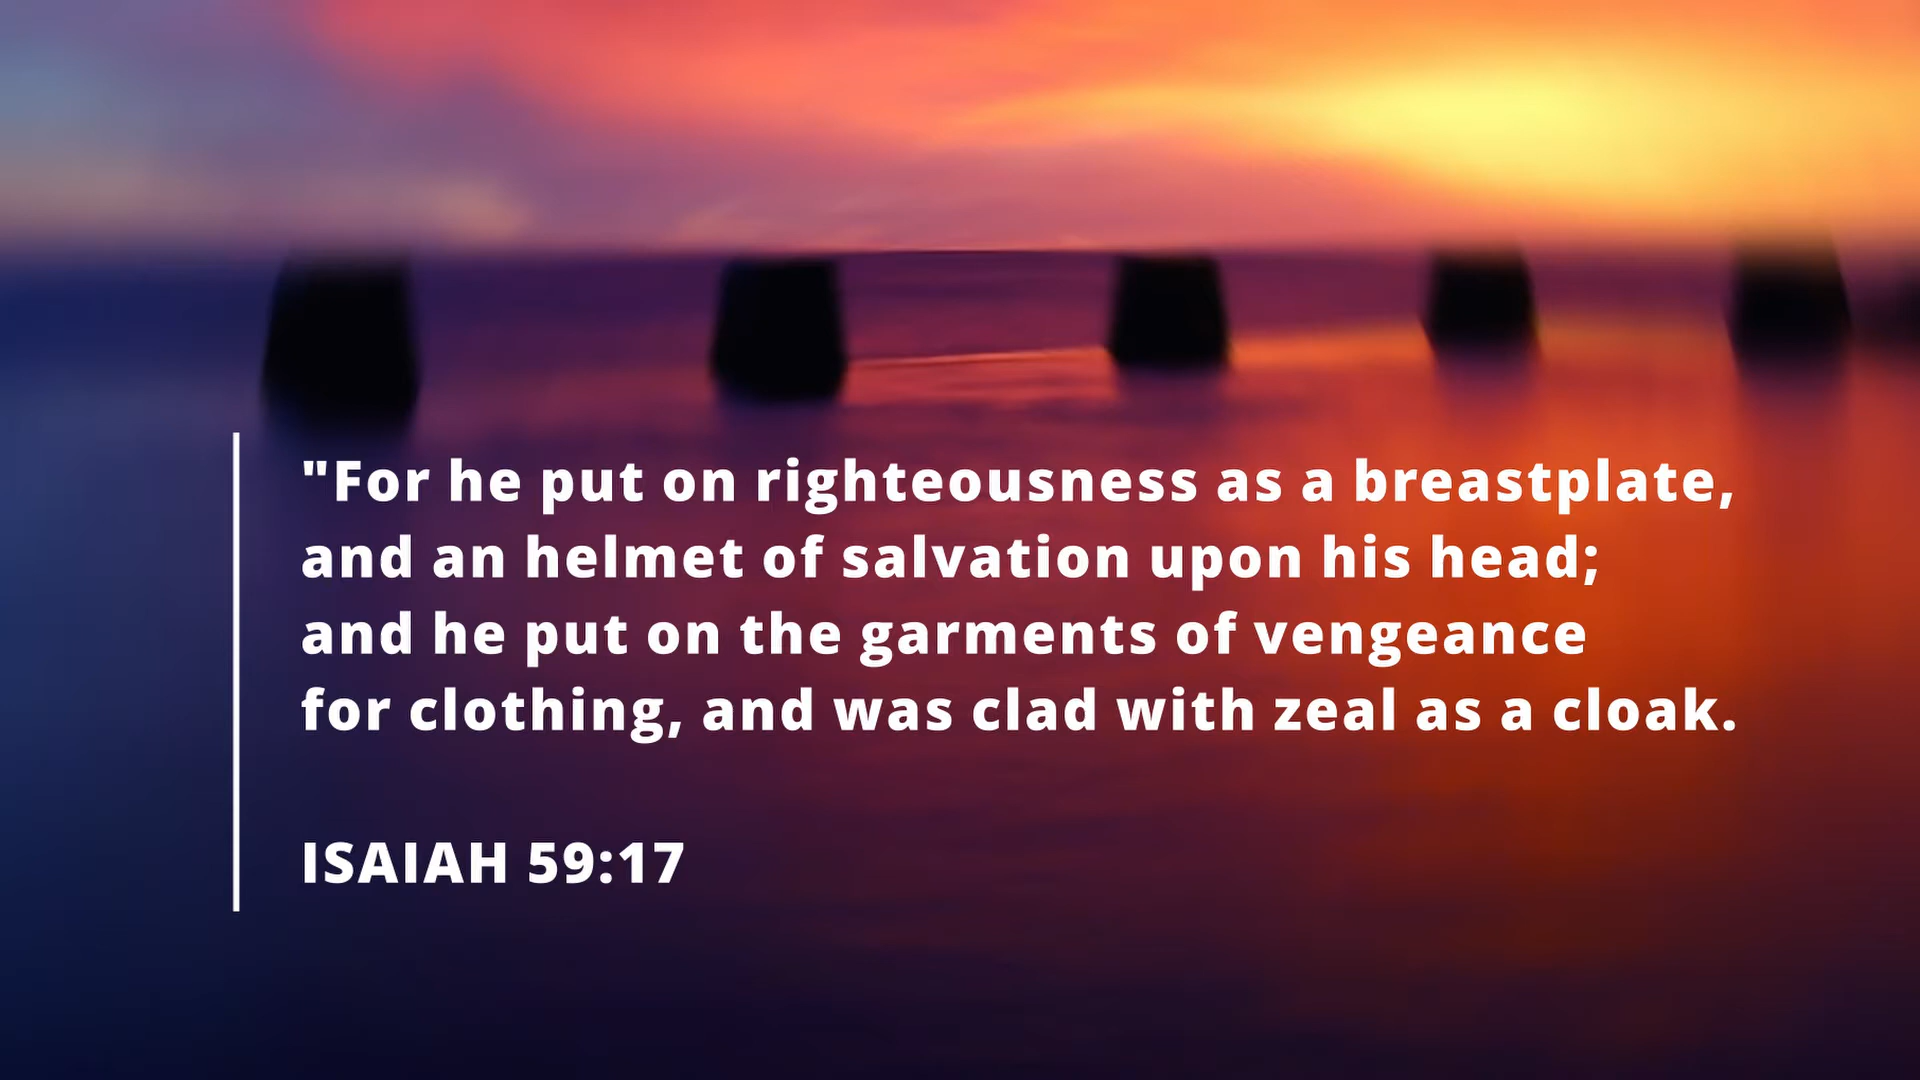 "For he put on righteousness as a breastplate,
and an helmet of salvation upon his head;
and he put on the garments of vengeance
for clothing, and was clad with zeal as a cloak.
ISAIAH 59:17